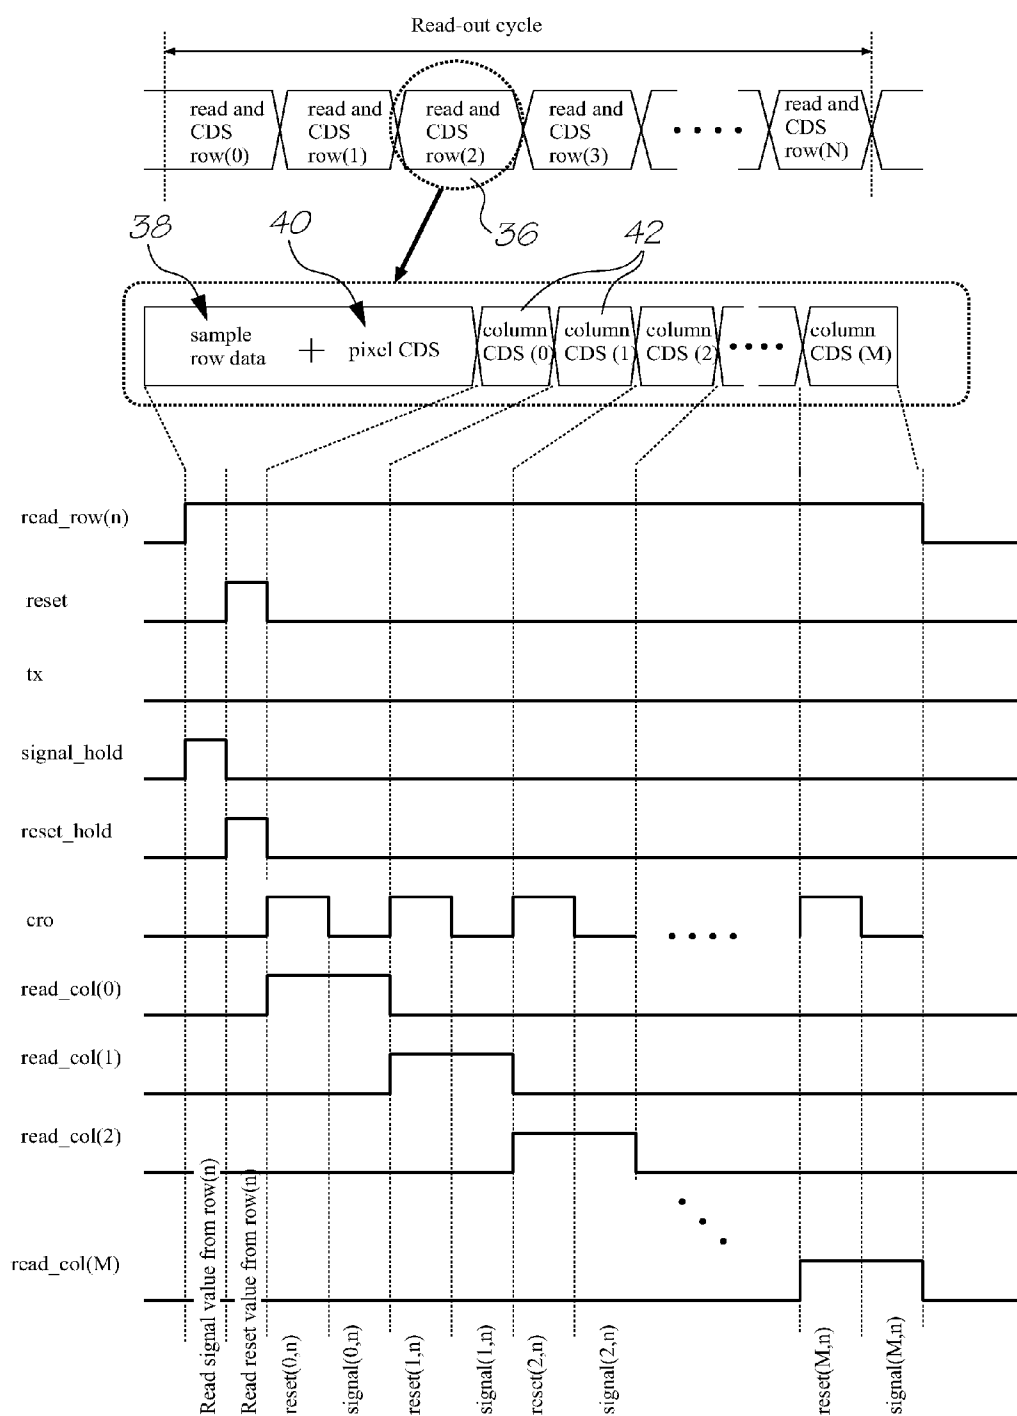 Read-out cycle
read and
CDS
row(0)
read and
CDS
row(1)
read and
CDS
row(2)
read and
CDS
row(3)
read and
CDS
row(N)
38
40
36
42
sample
row data
+
pixel CDS
column
CDS (0)
column
CDS (1)
column
CDS (2)
column
CDS (M)
read_row(n)
reset
tx
signal_hold
reset_hold
cro
read_col(0)
read_col(1)
read_col(2)
read_col(M)
Read signal value from row(n)
Read reset value from row(n)
reset(0,n)
signal(0,n)
reset(1,n)
signal(1,n)
reset(2,n)
signal(2,n)
reset(M,n)
signal(M,n)